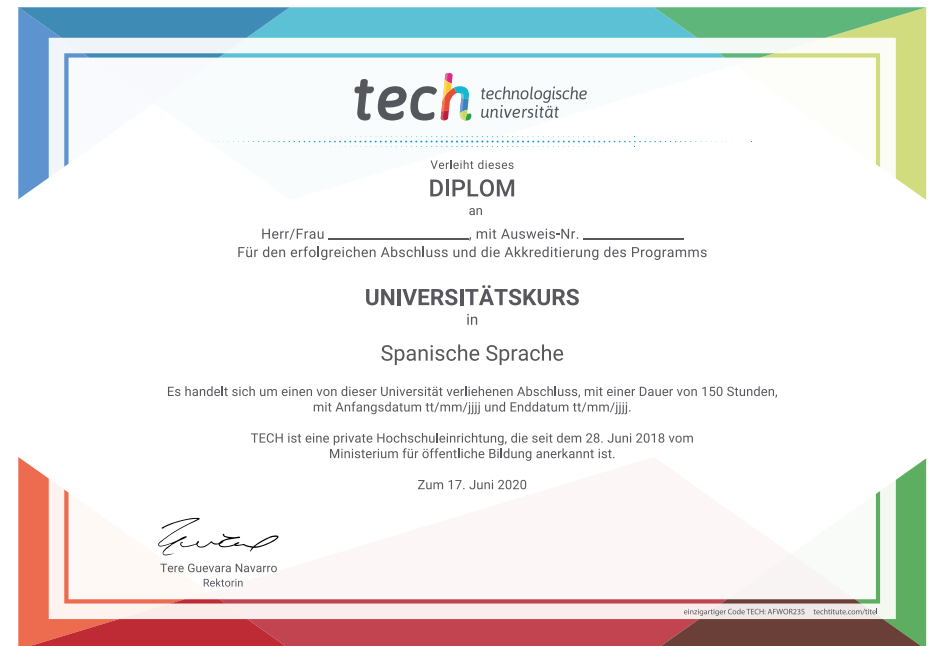 tech technologische
universität
Verleiht dieses
DIPLOM
an
Herr/Frau ____________, mit Ausweis-Nr. ____________
Für den erfolgreichen Abschluss und die Akkreditierung des Programms
UNIVERSITÄTSKURS
in
Spanische Sprache
Es handelt sich um einen von dieser Universität verliehenen Abschluss, mit einer Dauer von 150 Stunden,
mit Anfangsdatum tt/mm/jjjj und Enddatum tt/mm/jjjj.
TECH ist eine private Hochschuleinrichtung, die seit dem 28. Juni 2018 vom
Ministerium für öffentliche Bildung anerkannt ist.
Zum 17. Juni 2020
Tere Guevara Navarro
Rektorin
einzigartiger Code TECH: AFWOR235 techtitute.com/titel